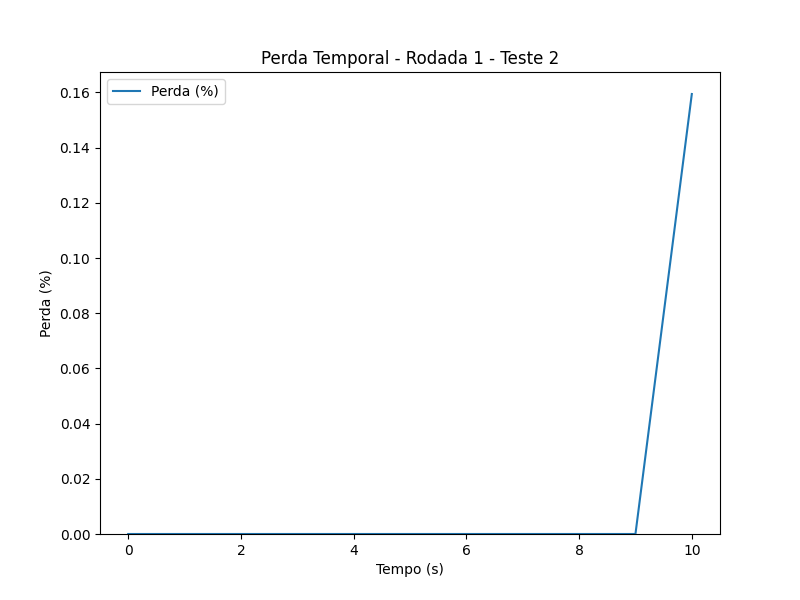 Perda Temporal - Rodada 1 - Teste 2
Perda (%)
0.16
0.14
0.12
0.10
0.08
0.06
0.04
0.02
0.00
Perda (%)
0 2 4 6 8 10
Tempo (s)